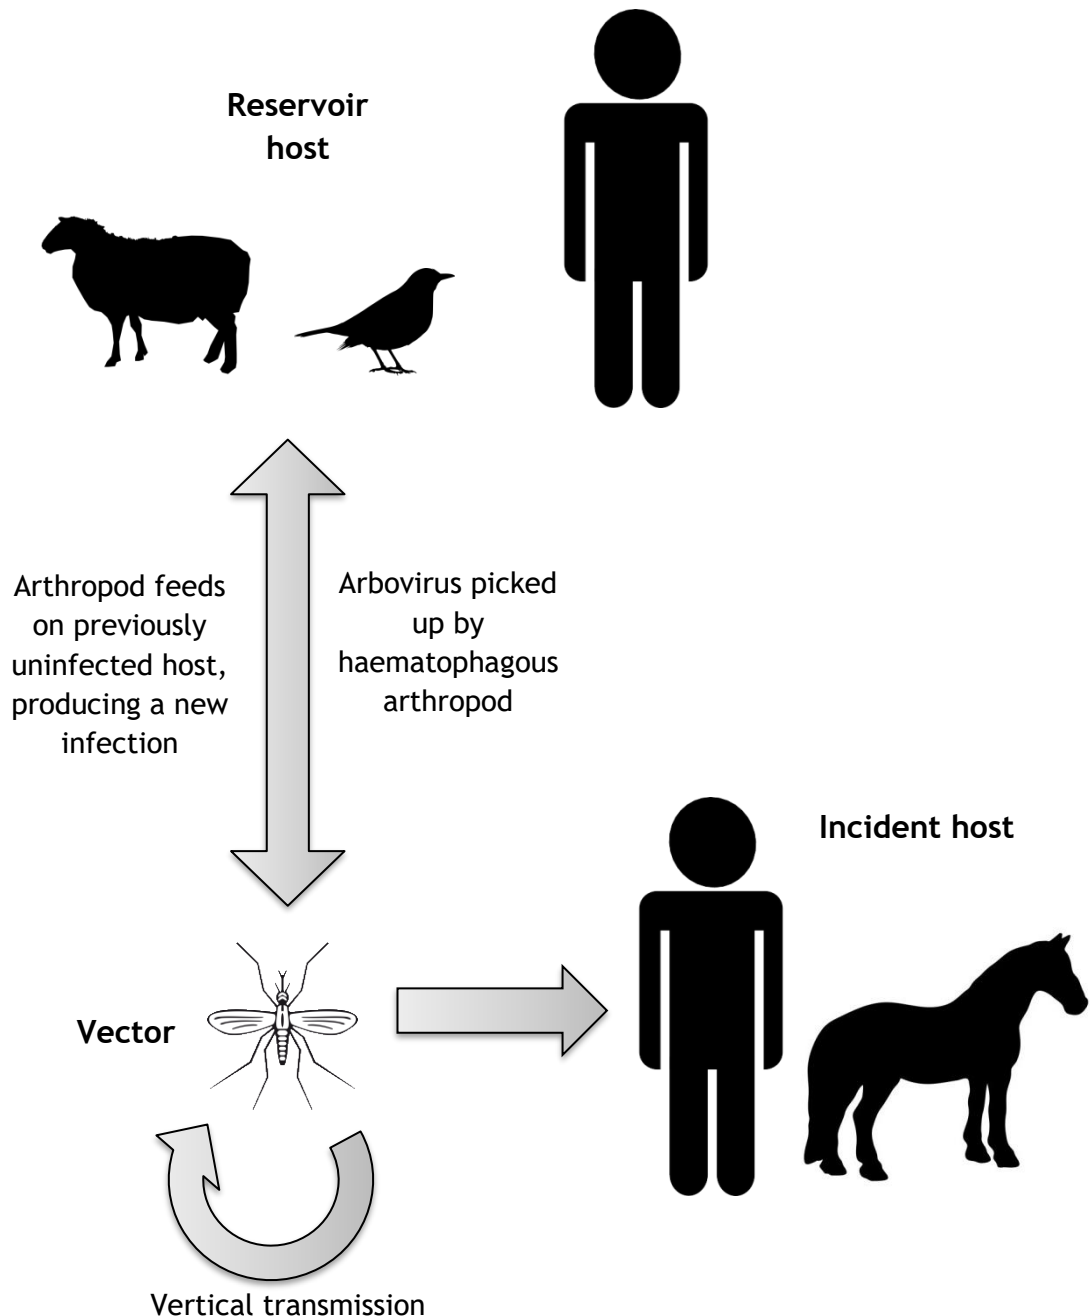 Reservoir
host
Arthropod feeds
on previously
uninfected host,
producing a new
infection
Arbovirus picked
up by
haematophagous
arthropod
Incident host
Vector
Vertical transmission